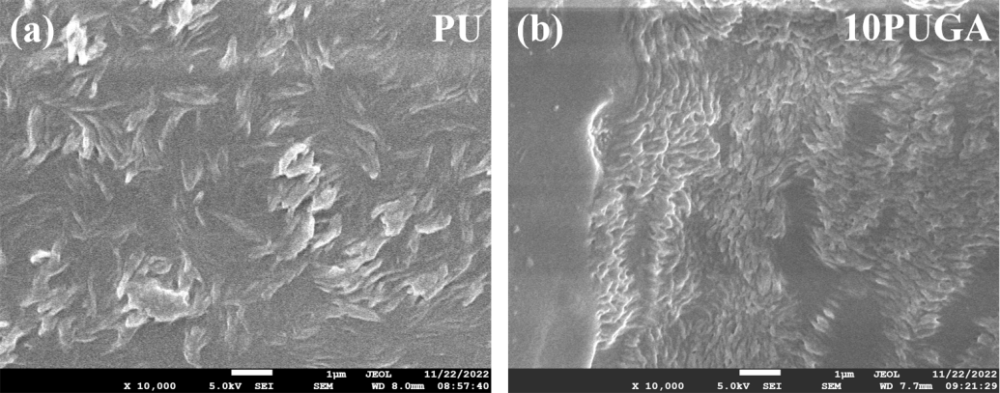 (a) PU
1μm JEOL 11/22/2022
X 10,000 5.0kV SEI SEM WD 8.0mm 08:57:40
(b) 10PUGA
1μm JEOL 11/22/2022
X 10,000 5.0kV SEI SEM WD 7.7mm 09:21:29